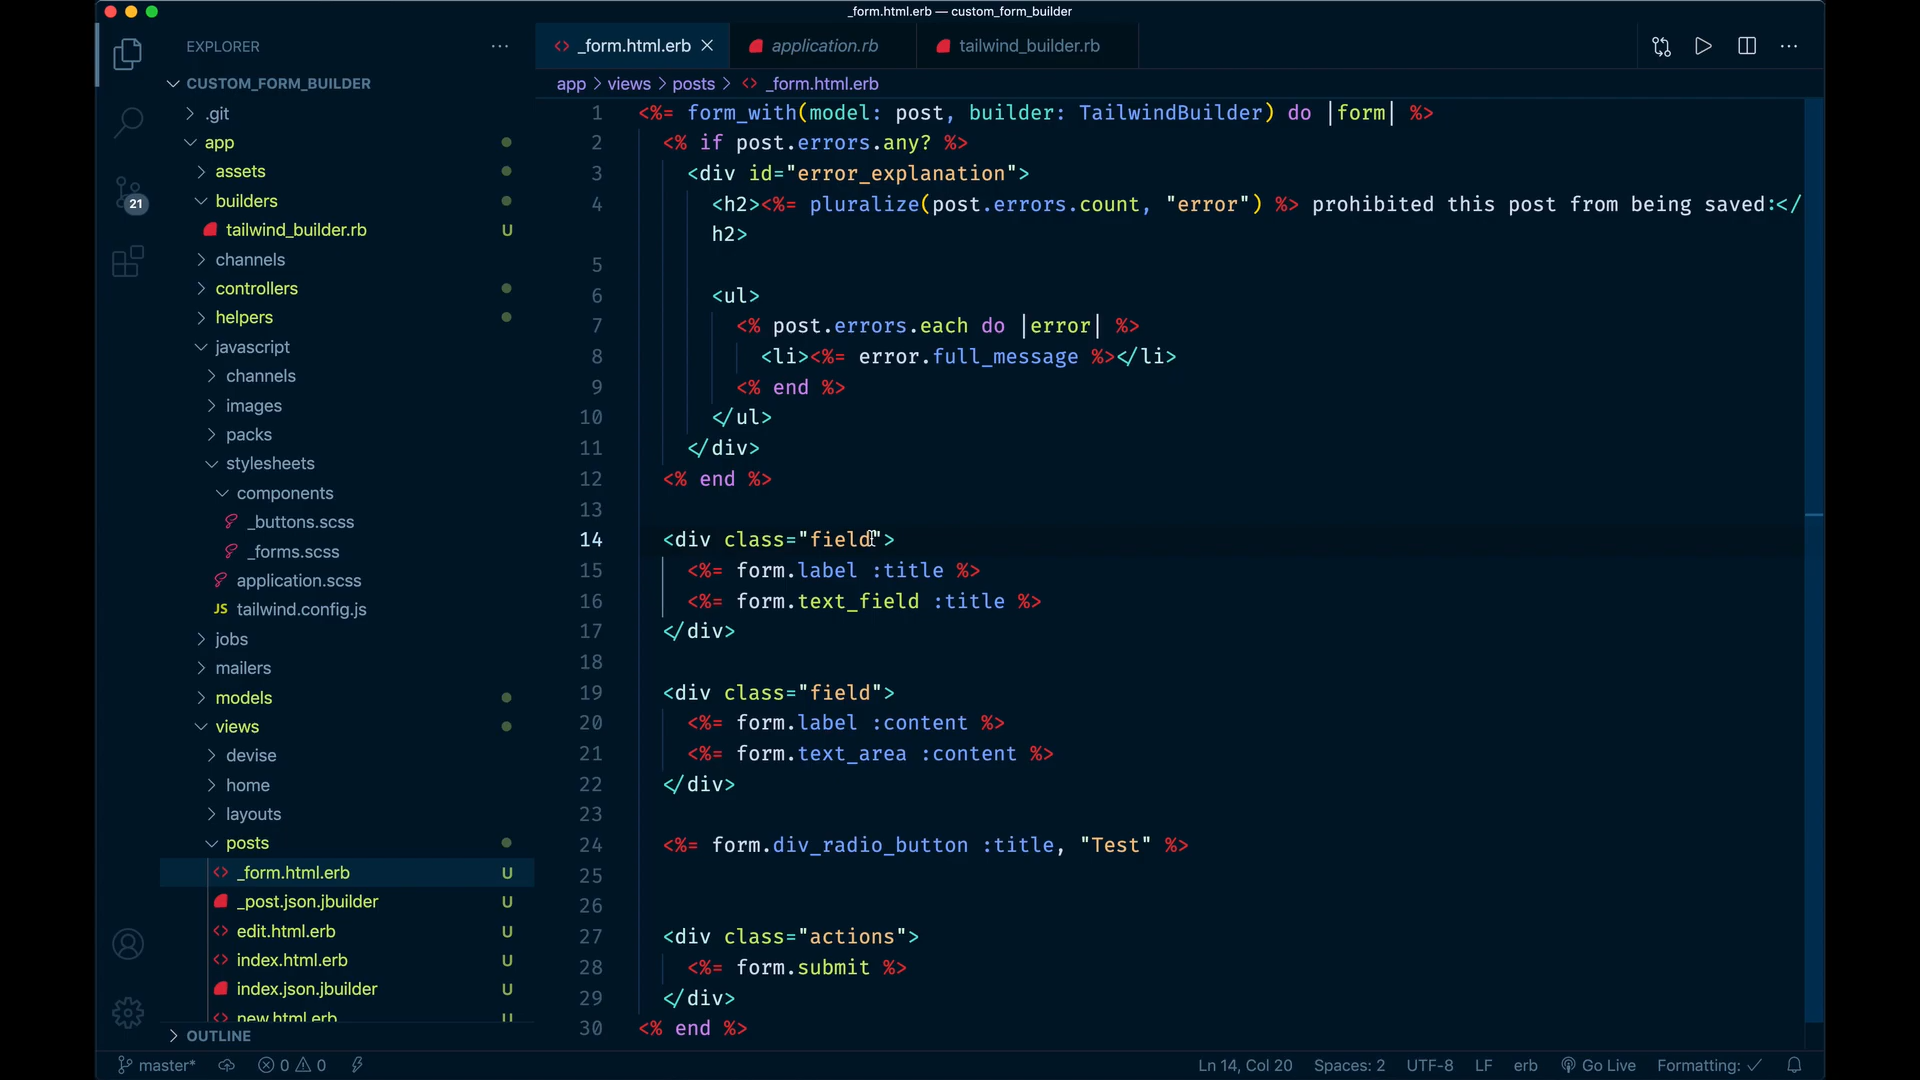 _form.html.erb — custom_form_builder
EXPLORER
CUSTOM_FORM_BUILDER
.git
app
assets
builders
tailwind_builder.rb U
channels
controllers
helpers
javascript
channels
images
packs
stylesheets
components
_buttons.scss
_forms.scss
application.scss
JS tailwind.config.js
jobs
mailers
models
views
devise
home
layouts
posts
_form.html.erb U
_post.json.jbuilder U
edit.html.erb U
index.html.erb U
index.json.jbuilder U
new.html.erb U
OUTLINE
21
_form.html.erb application.rb tailwind_builder.rb
app > views > posts > <> _form.html.erb
1 <%= form_with(model: post, builder: TailwindBuilder) do |form| %>
2 <% if post.errors.any? %>
3 <div id="error_explanation">
4 <h2><%= pluralize(post.errors.count, "error") %> prohibited this post from being saved:</
h2>
5
6 <ul>
7 <% post.errors.each do |error| %>
8 <li><%= error.full_message %></li>
9 <% end %>
10 </ul>
11 </div>
12 <% end %>
13
14 <div class="field">
15 <%= form.label :title %>
16 <%= form.text_field :title %>
17 </div>
18
19 <div class="field">
20 <%= form.label :content %>
21 <%= form.text_area :content %>
22 </div>
23
24 <%= form.div_radio_button :title, "Test" %>
25
26
27 <div class="actions">
28 <%= form.submit %>
29 </div>
30 <% end %>
master* 0 0 Ln 14, Col 20 Spaces: 2 UTF-8 LF erb Go Live Formatting: ✓